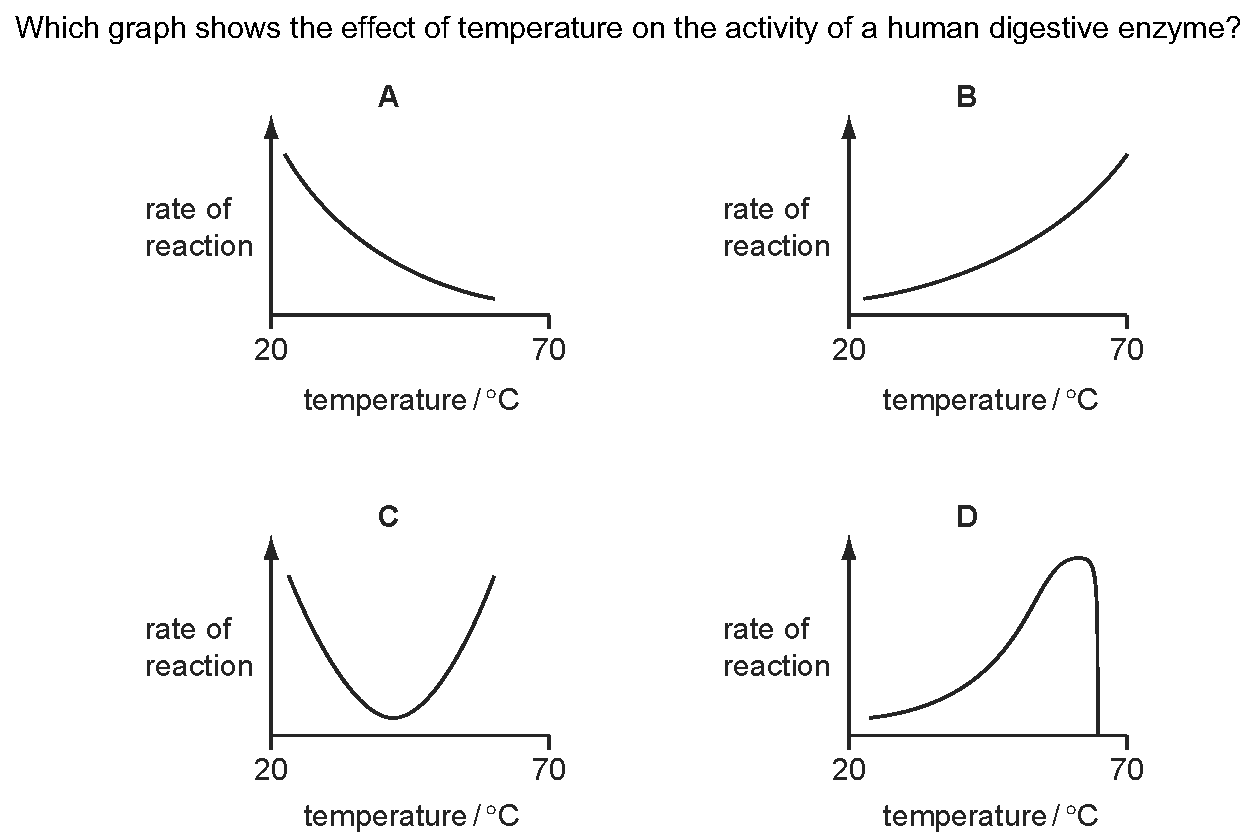 Which graph shows the effect of temperature on the activity of a human digestive enzyme?
A
rate of
reaction
20
70
temperature / °C
B
rate of
reaction
20
70
temperature / °C
C
rate of
reaction
20
70
temperature / °C
D
rate of
reaction
20
70
temperature / °C